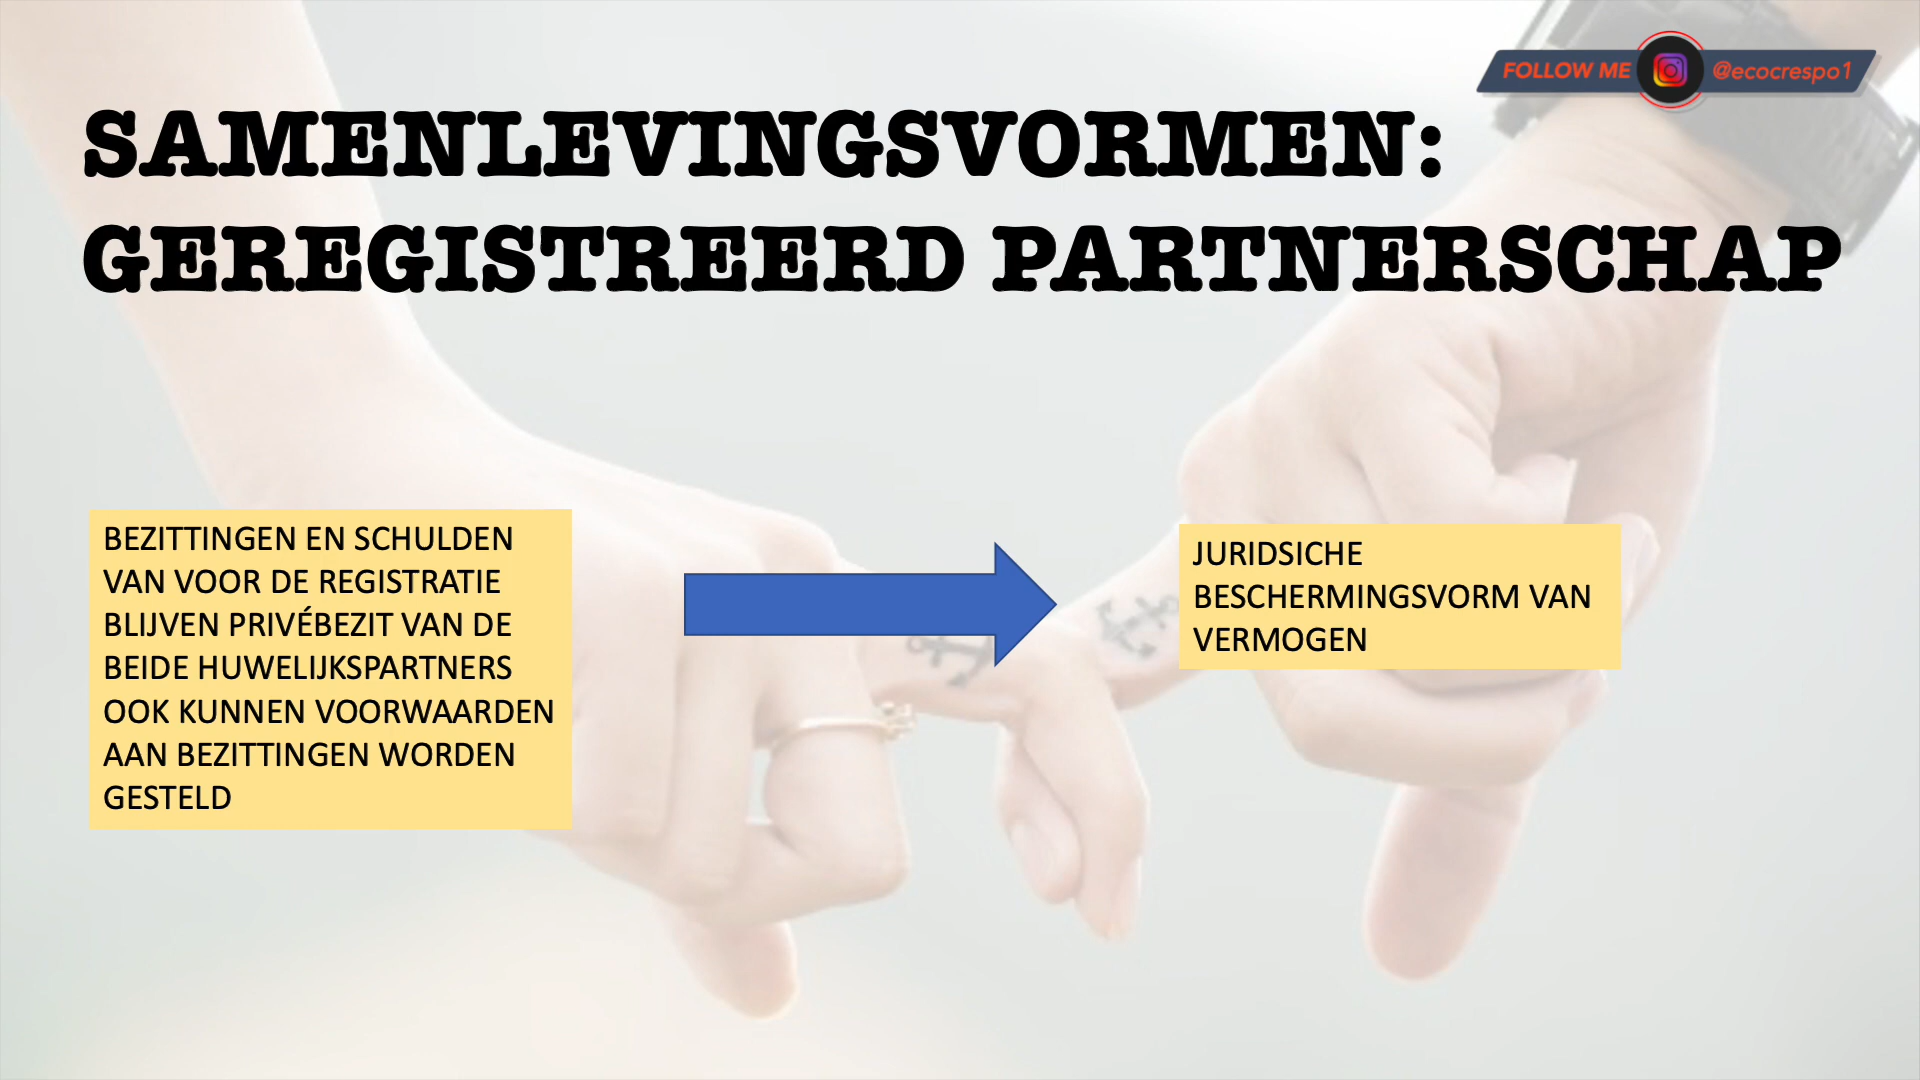 FOLLOW ME @ecocrespo1
SAMENLEVINGSVORMEN:
GEREGISTREERD PARTNERSCHAP
BEZITTINGEN EN SCHULDEN
VAN VOOR DE REGISTRATIE
BLIJVEN PRIVÉBEZIT VAN DE
BEIDE HUWELIJKSPARTNERS
OOK KUNNEN VOORWAARDEN
AAN BEZITTINGEN WORDEN
GESTELD
JURIDSICHE
BESCHERMINGSVORM VAN
VERMOGEN